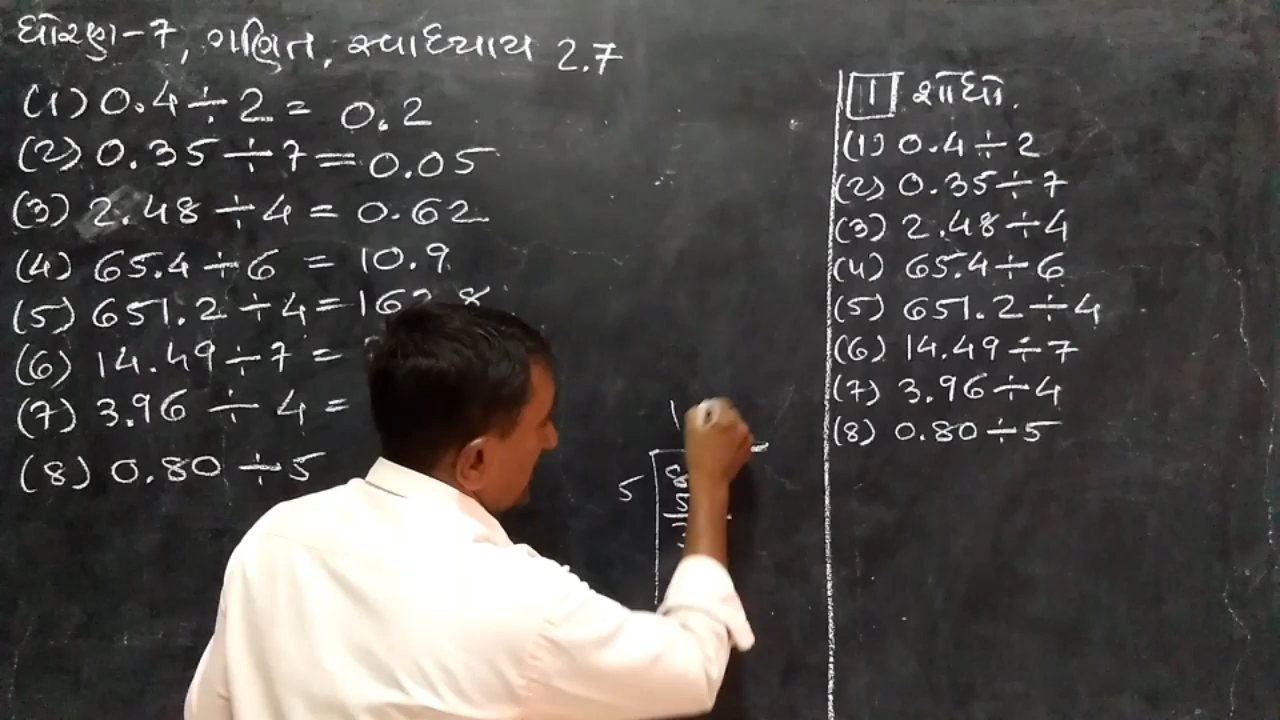 ધોરણ-7, ગણિત, સ્વાધ્યાય 2.7
(1) 0.4÷2 = 0.2
(2) 0.35÷7 = 0.05
(3) 2.48÷4 = 0.62
(4) 65.4÷6 = 10.9
(5) 651.2÷4 = 162.8
(6) 14.49÷7 =
(7) 3.96÷4 =
(8) 0.80÷5
1
5
1 શોધો.
(1) 0.4÷2
(2) 0.35÷7
(3) 2.48÷4
(4) 65.4÷6
(5) 651.2÷4
(6) 14.49÷7
(7) 3.96÷4
(8) 0.80÷5